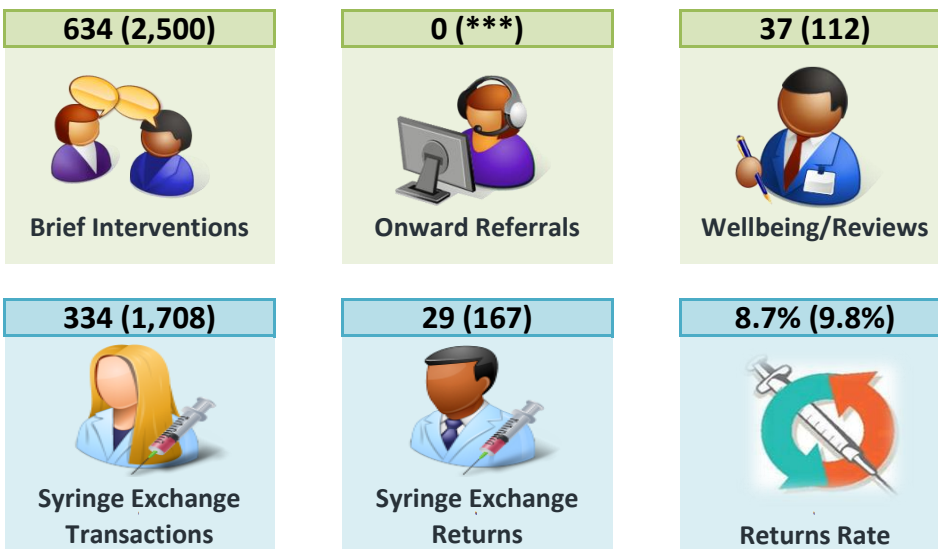 634 (2,500)
0 (***)
37 (112)
Brief Interventions
Onward Referrals
Wellbeing/Reviews
334 (1,708)
29 (167)
8.7% (9.8%)
Syringe Exchange
Transactions
Syringe Exchange
Returns
Returns Rate